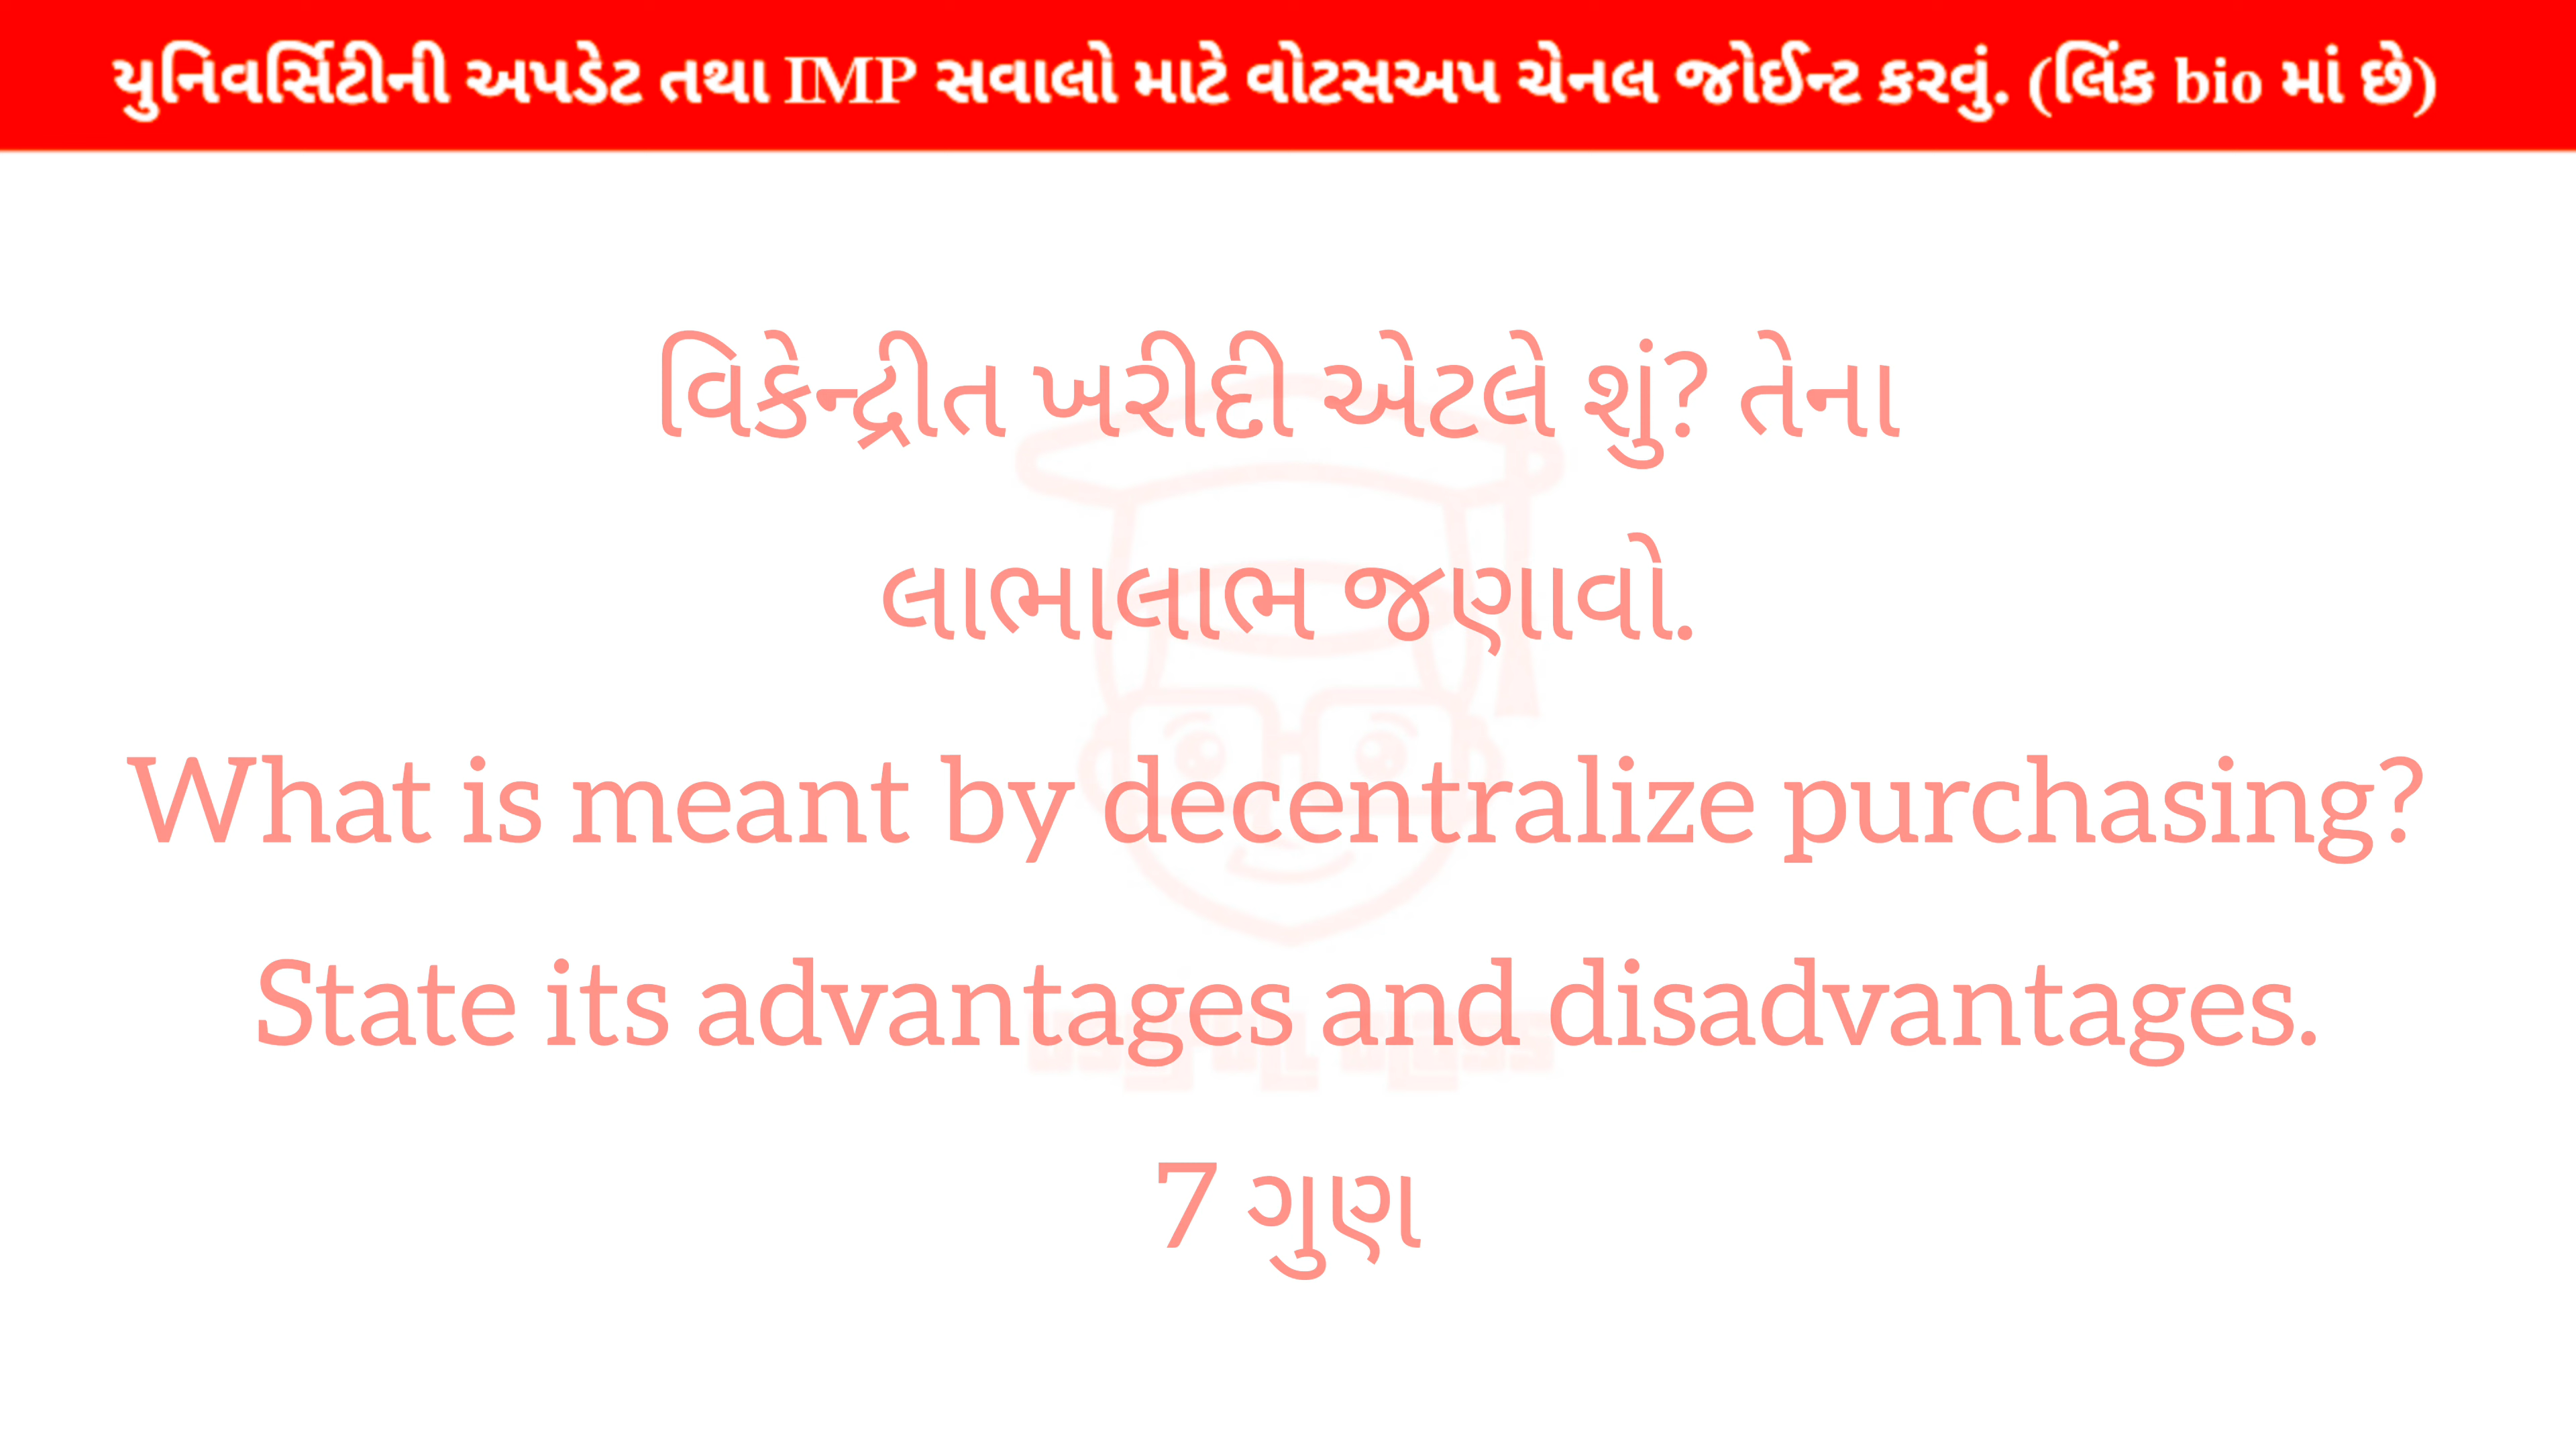 યુનિવર્સિટીની અપડેટ તથા IMP સવાલો માટે વોટસઅપ ચેનલ જોઈન્ટ કરવું. (લિંક bio માં છે)
વિકેન્દ્રીત ખરીદી એટલે શું? તેના
લાભાલાભ જણાવો.
What is meant by decentralize purchasing?
State its advantages and disadvantages.
7 ગુણ